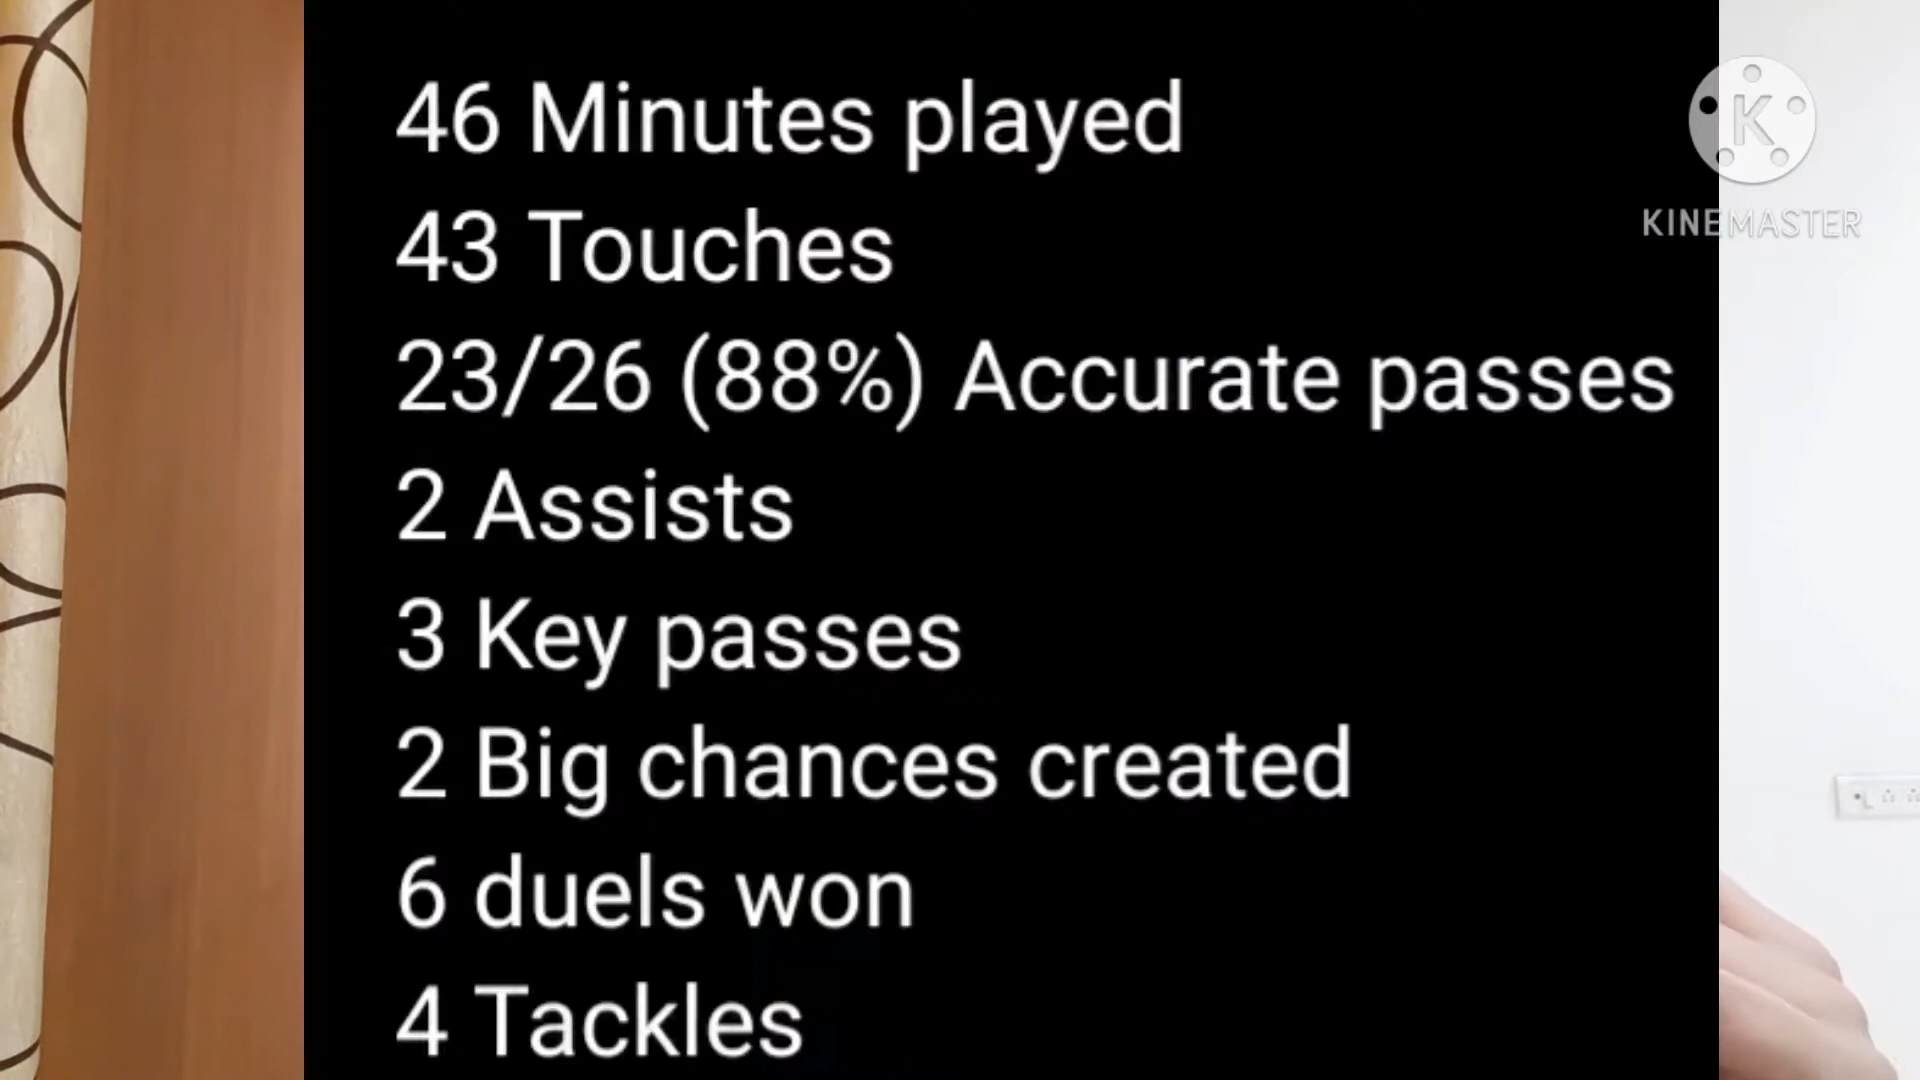 46 Minutes played
43 Touches
23/26 (88%) Accurate passes
2 Assists
3 Key passes
2 Big chances created
6 duels won
4 Tackles
K
KINEMASTER